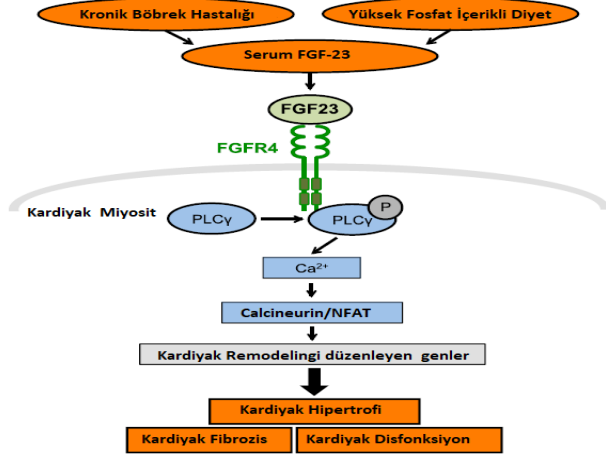 Kronik Böbrek Hastalığı
Yüksek Fosfat İçerikli Diyet
Serum FGF-23
FGF23
FGFR4
Kardiyak Miyosit
PLCγ
PLCγ
P
Ca²⁺
Calcineurin/NFAT
Kardiyak Remodelingi düzenleyen genler
Kardiyak Hipertrofi
Kardiyak Fibrozis
Kardiyak Disfonksiyon